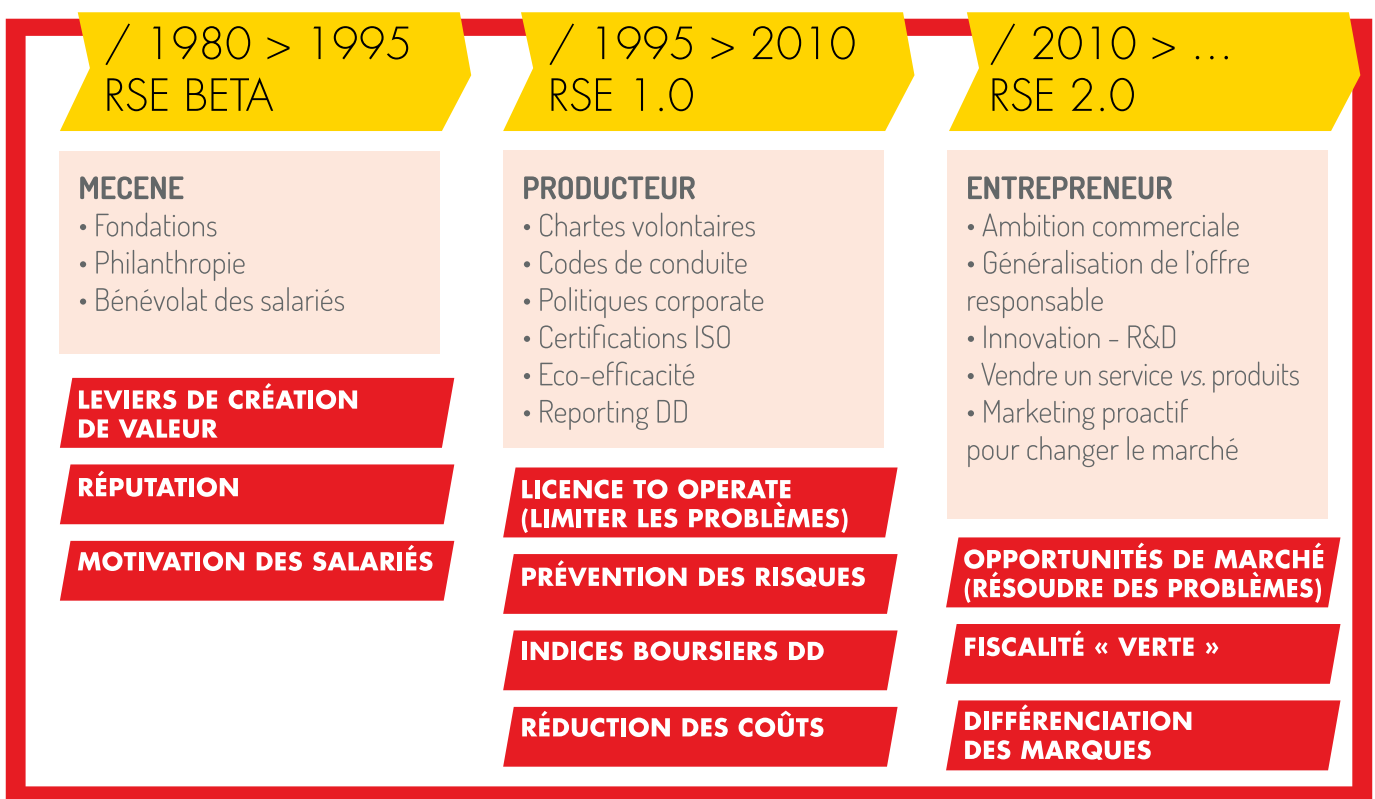 / 1980 > 1995
RSE BETA
MECENE
• Fondations
• Philanthropie
• Bénévolat des salariés
LEVIERS DE CRÉATION
DE VALEUR
RÉPUTATION
MOTIVATION DES SALARIÉS
/ 1995 > 2010
RSE 1.0
PRODUCTEUR
• Chartes volontaires
• Codes de conduite
• Politiques corporate
• Certifications ISO
• Eco-efficacité
• Reporting DD
LICENCE TO OPERATE
(LIMITER LES PROBLÈMES)
PRÉVENTION DES RISQUES
INDICES BOURSIERS DD
RÉDUCTION DES COÛTS
/ 2010 > ...
RSE 2.0
ENTREPRENEUR
• Ambition commerciale
• Généralisation de l'offre
responsable
• Innovation - R&D
• Vendre un service vs. produits
• Marketing proactif
pour changer le marché
OPPORTUNITÉS DE MARCHÉ
(RÉSOUDRE DES PROBLÈMES)
FISCALITÉ « VERTE »
DIFFÉRENCIATION
DES MARQUES